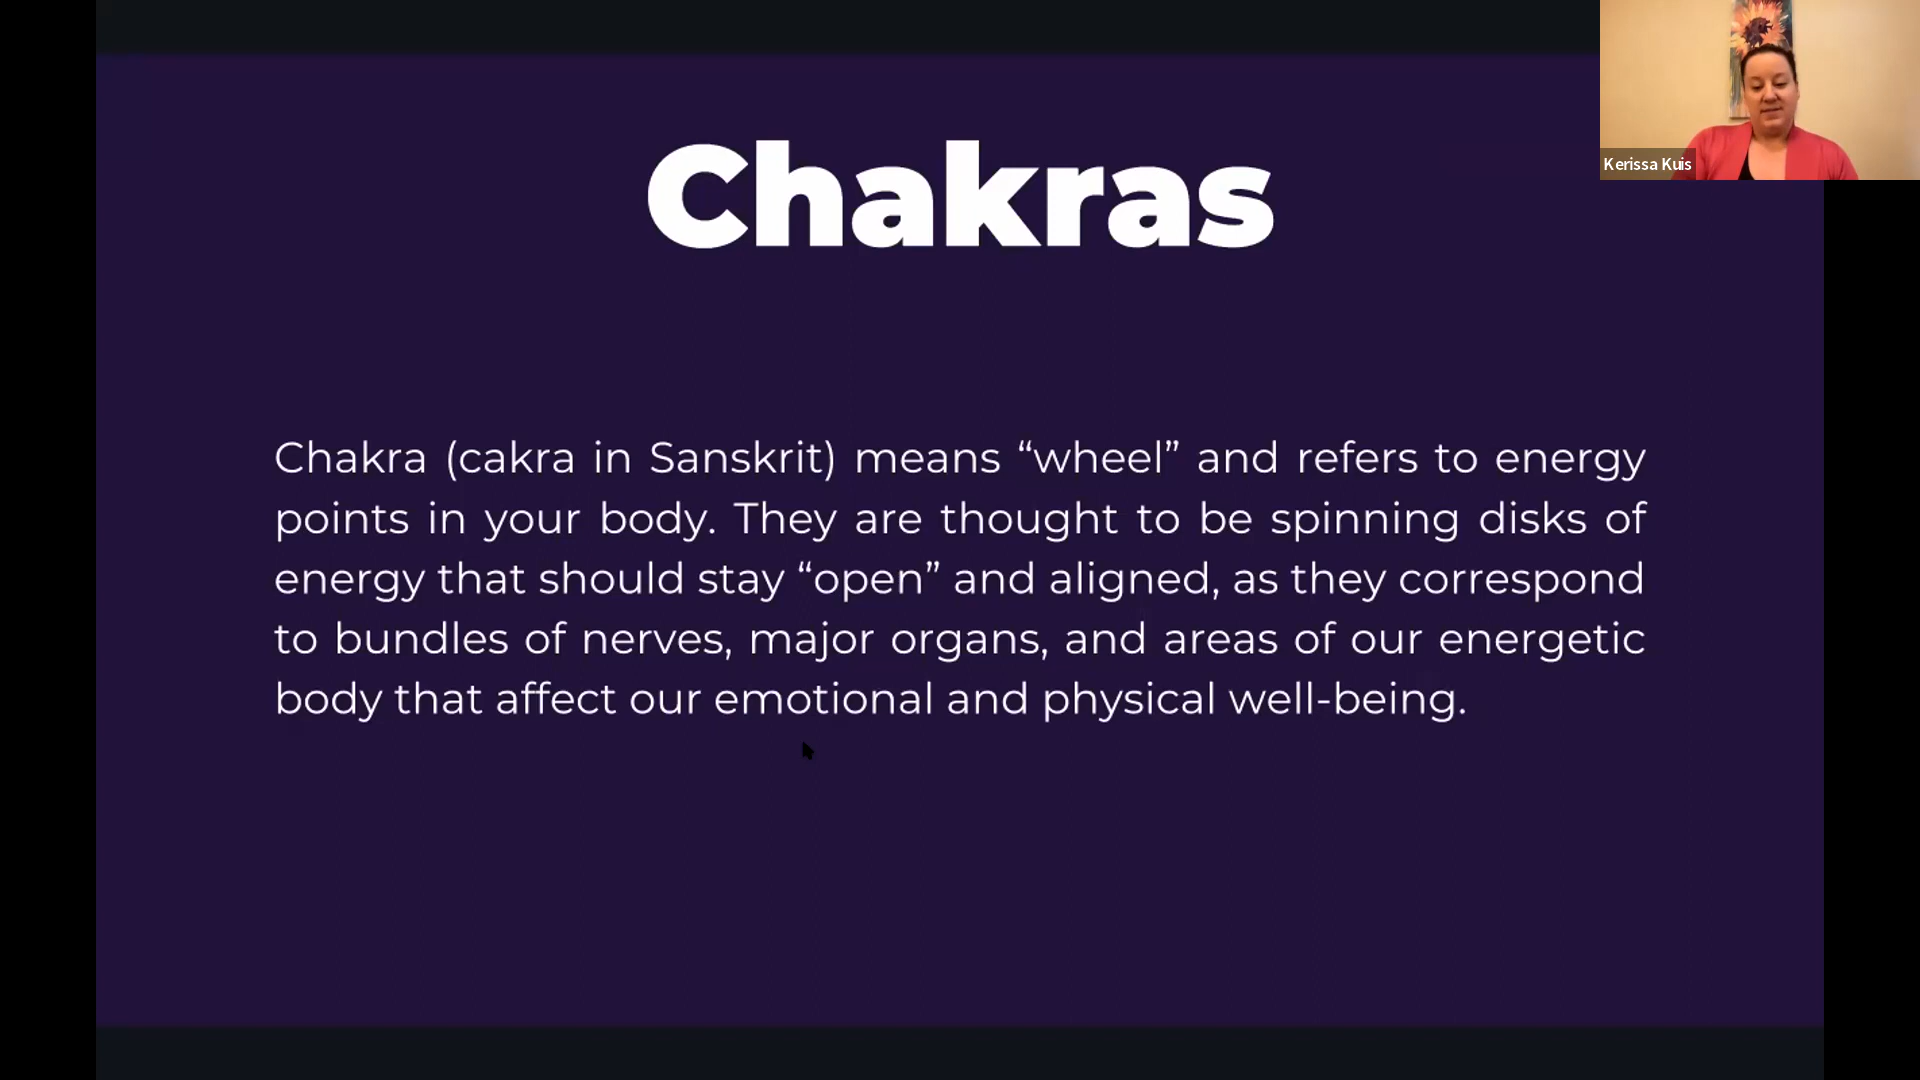 Chakras
Kerissa Kuis
Chakra (cakra in Sanskrit) means “wheel” and refers to energy
points in your body. They are thought to be spinning disks of
energy that should stay “open” and aligned, as they correspond
to bundles of nerves, major organs, and areas of our energetic
body that affect our emotional and physical well-being.